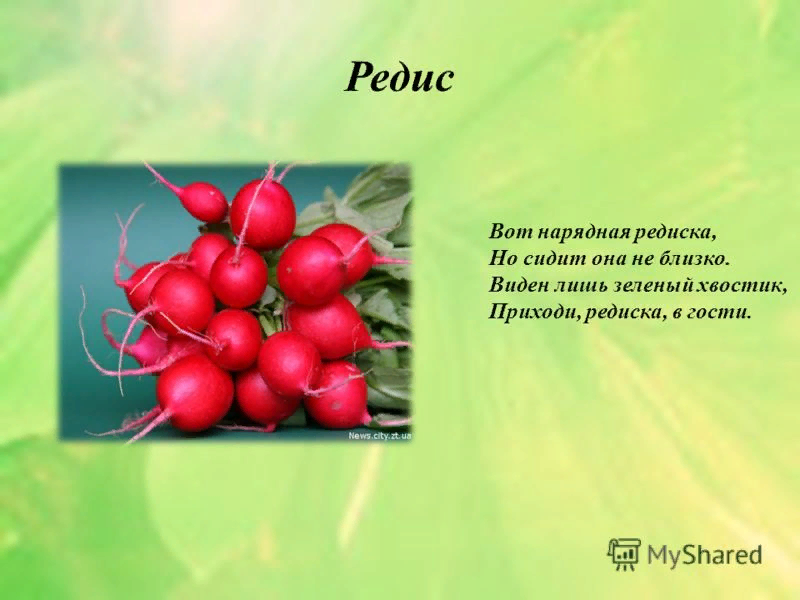 Редис
Вот нарядная редиска,
Но сидит она не близко.
Виден лишь зеленый хвостик,
Приходи, редиска, в гости.
News.city.zt.ua
MyShared